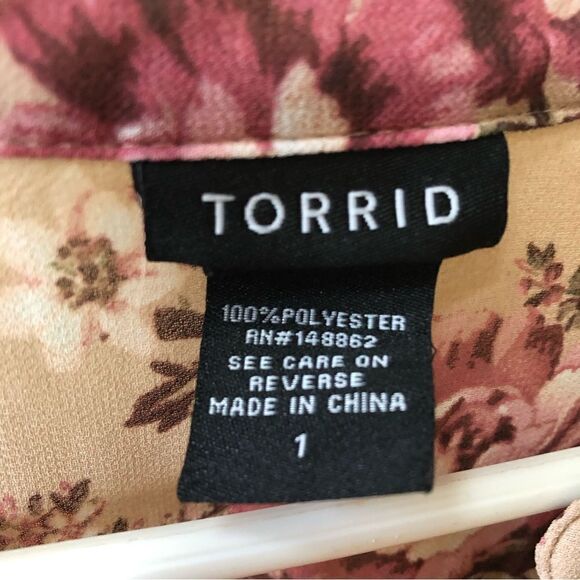 TORRID
100%POLYESTER
RN#148862
SEE CARE ON
REVERSE
MADE IN CHINA
1